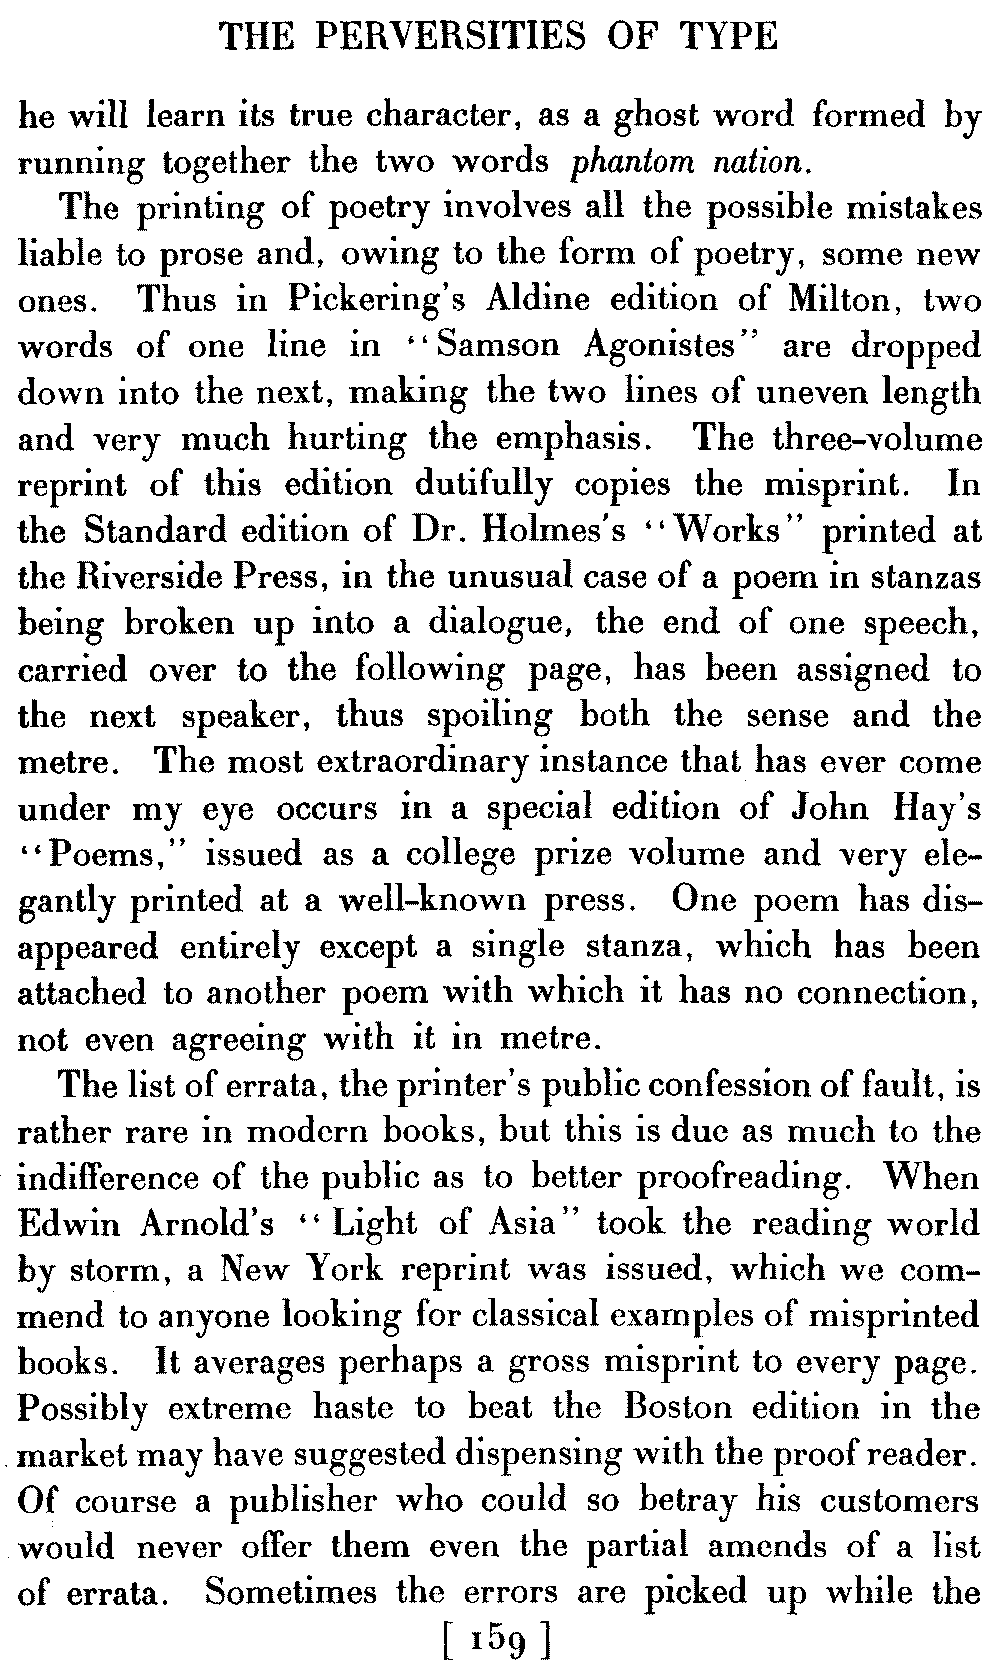 THE PERVERSITIES OF TYPE
he will learn its true character, as a ghost word formed by
running together the two words phantom nation.
The printing of poetry involves all the possible mistakes
liable to prose and, owing to the form of poetry, some new
ones. Thus in Pickering's Aldine edition of Milton, two
words of one line in “Samson Agonistes” are dropped
down into the next, making the two lines of uneven length
and very much hurting the emphasis. The three-volume
reprint of this edition dutifully copies the misprint. In
the Standard edition of Dr. Holmes's “Works” printed at
the Riverside Press, in the unusual case of a poem in stanzas
being broken up into a dialogue, the end of one speech,
carried over to the following page, has been assigned to
the next speaker, thus spoiling both the sense and the
metre. The most extraordinary instance that has ever come
under my eye occurs in a special edition of John Hay's
“Poems,” issued as a college prize volume and very ele-
gantly printed at a well-known press. One poem has dis-
appeared entirely except a single stanza, which has been
attached to another poem with which it has no connection,
not even agreeing with it in metre.
The list of errata, the printer's public confession of fault, is
rather rare in modern books, but this is due as much to the
indifference of the public as to better proofreading. When
Edwin Arnold's “Light of Asia” took the reading world
by storm, a New York reprint was issued, which we com-
mend to anyone looking for classical examples of misprinted
books. It averages perhaps a gross misprint to every page.
Possibly extreme haste to beat the Boston edition in the
market may have suggested dispensing with the proof reader.
Of course a publisher who could so betray his customers
would never offer them even the partial amends of a list
of errata. Sometimes the errors are picked up while the
[ 159 ]